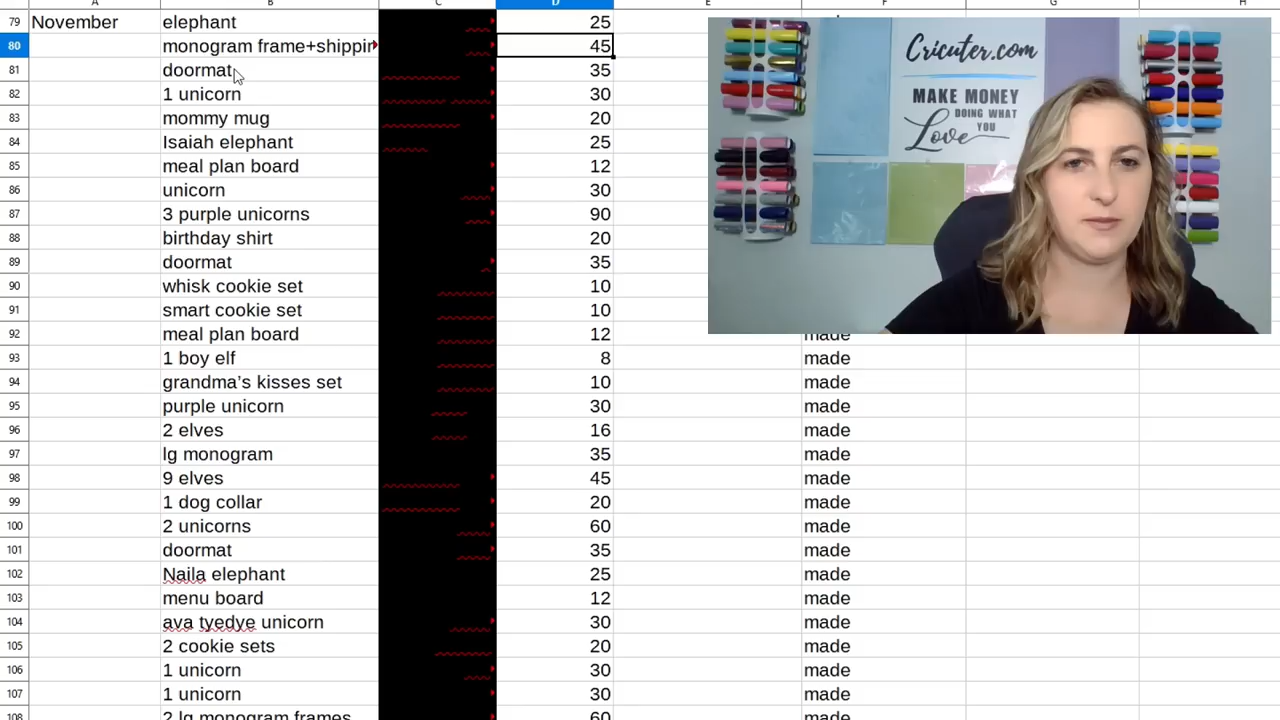 A B C D E F G H
79 November elephant 25
80 monogram frame+shippin 45
81 doormat 35
82 1 unicorn 30
83 mommy mug 20
84 Isaiah elephant 25
85 meal plan board 12
86 unicorn 30
87 3 purple unicorns 90
88 birthday shirt 20
89 doormat 35
90 whisk cookie set 10
91 smart cookie set 10
92 meal plan board 12 made
93 1 boy elf 8 made
94 grandma's kisses set 10 made
95 purple unicorn 30 made
96 2 elves 16 made
97 lg monogram 35 made
98 9 elves 45 made
99 1 dog collar 20 made
100 2 unicorns 60 made
101 doormat 35 made
102 Naila elephant 25 made
103 menu board 12 made
104 ava tyedye unicorn 30 made
105 2 cookie sets 20 made
106 1 unicorn 30 made
107 1 unicorn 30 made
108 2 lg monogram frames 60 made
Cricuter.com
MAKE MONEY
DOING WHAT
YOU
Love